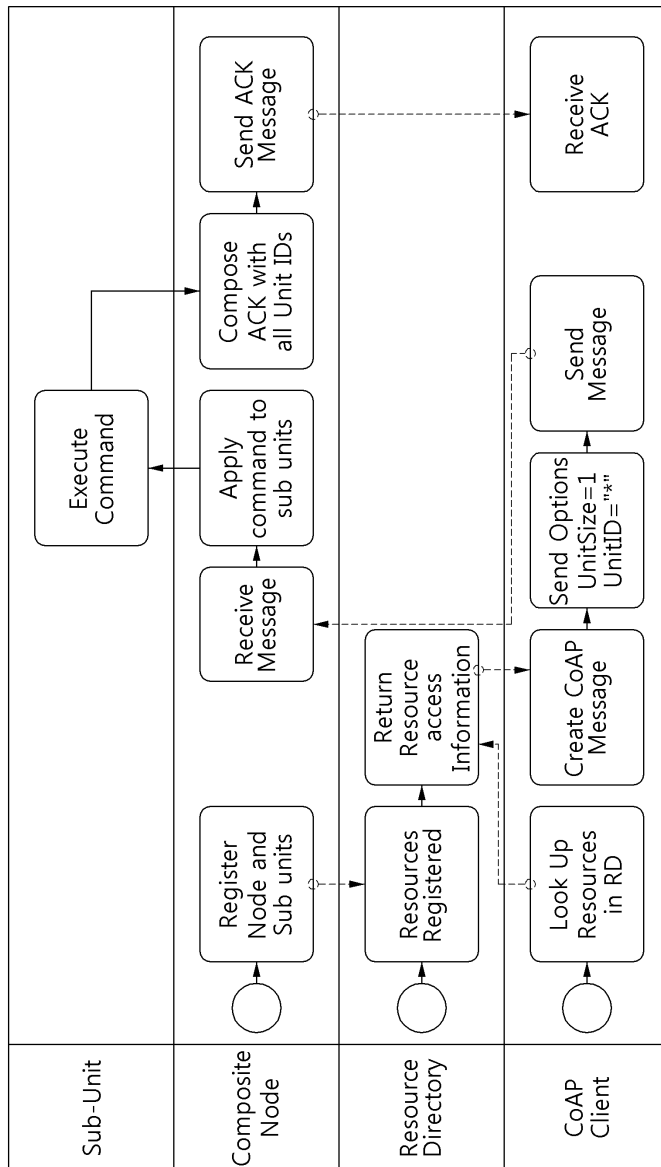 Sub-Unit
Execute
Command
Composite
Node
Register
Node and
Sub units
Receive
Message
Apply
command to
sub units
Compose
ACK with
all Unit IDs
Send ACK
Message
Resource
Directory
Resources
Registered
Return
Resource
access
Information
CoAP
Client
Look Up
Resources
in RD
Create CoAP
Message
Send Options
UnitSize=1
UnitID="*"
Send
Message
Receive
ACK